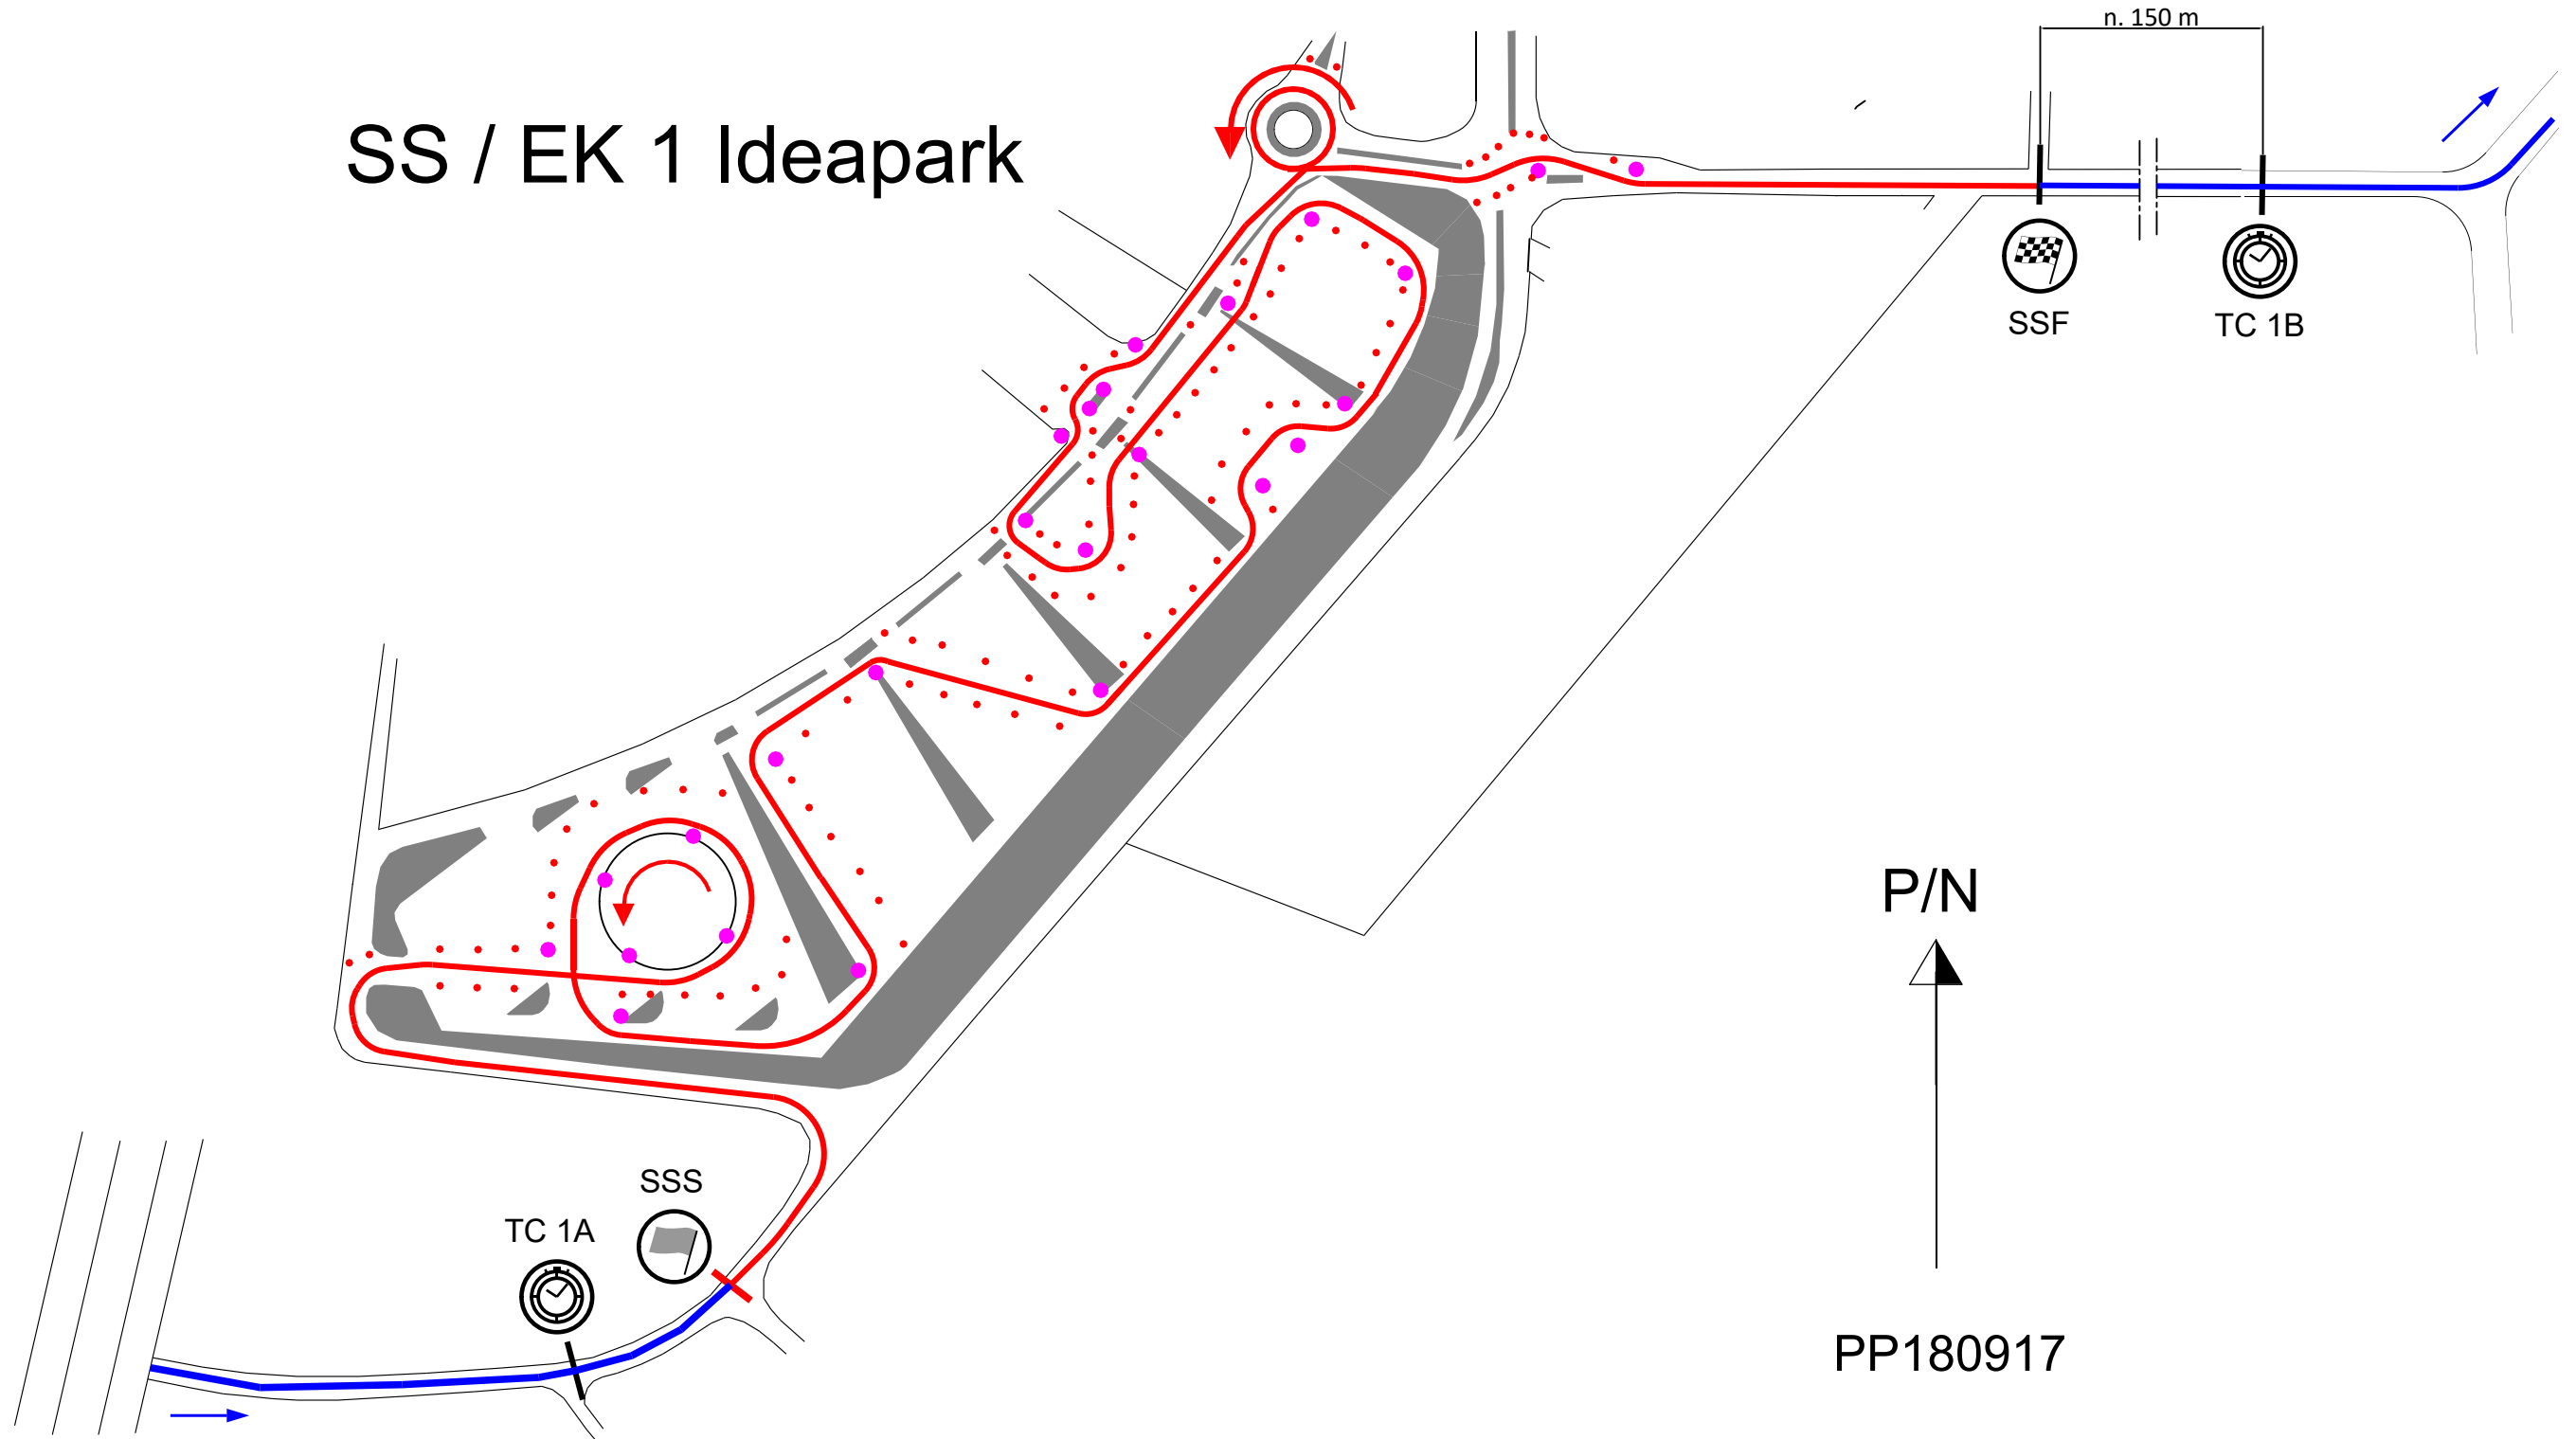 n. 150 m
SS / EK 1 Ideapark
SSF
TC 1B
P/N
SSS
TC 1A
PP180917